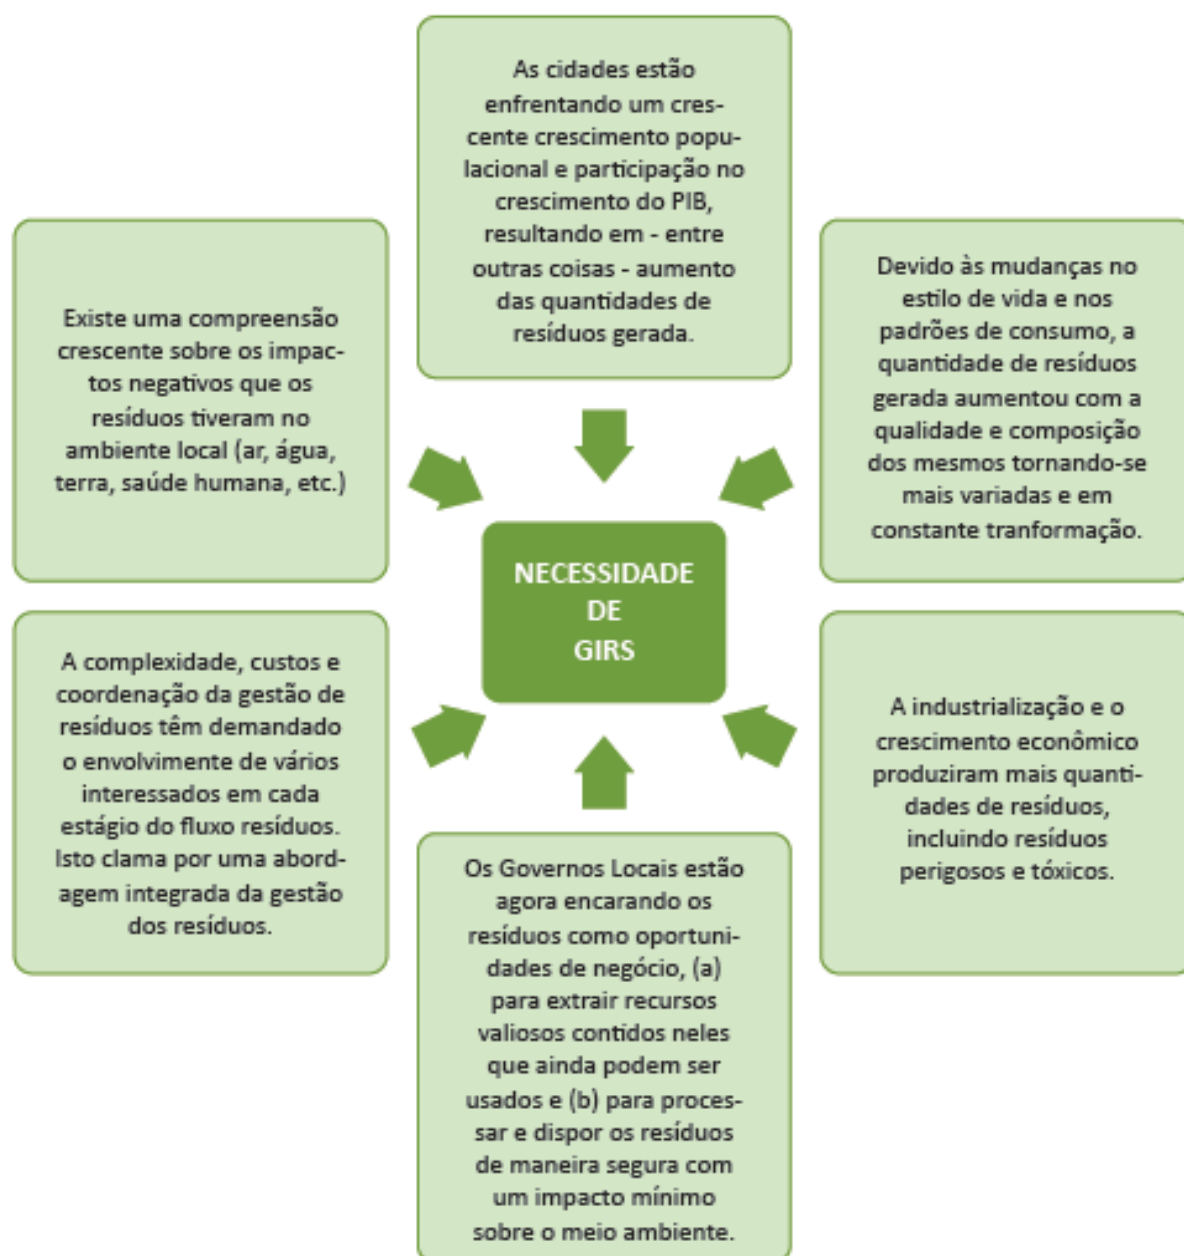 As cidades estão
enfrentando um cres-
cente crescimento popu-
lacional e participação no
crescimento do PIB,
resultando em - entre
outras coisas - aumento
das quantidades de
resíduos gerada.
Existe uma compreensão
crescente sobre os impac-
tos negativos que os
resíduos tiveram no
ambiente local (ar, água,
terra, saúde humana, etc.)
Devido às mudanças no
estilo de vida e nos
padrões de consumo, a
quantidade de resíduos
gerada aumentou com a
qualidade e composição
dos mesmos tornando-se
mais variadas e em
constante tranformação.
NECESSIDADE
DE
GIRS
A complexidade, custos e
coordenação da gestão de
resíduos têm demandado
o envolvimente de vários
interessados em cada
estágio do fluxo resíduos.
Isto clama por uma abord-
agem integrada da gestão
dos resíduos.
A industrialização e o
crescimento econômico
produziram mais quanti-
dades de resíduos,
incluindo resíduos
perigosos e tóxicos.
Os Governos Locais estão
agora encarando os
resíduos como oportuni-
dades de negócio, (a)
para extrair recursos
valiosos contidos neles
que ainda podem ser
usados e (b) para proces-
sar e dispor os resíduos
de maneira segura com
um impacto mínimo
sobre o meio ambiente.